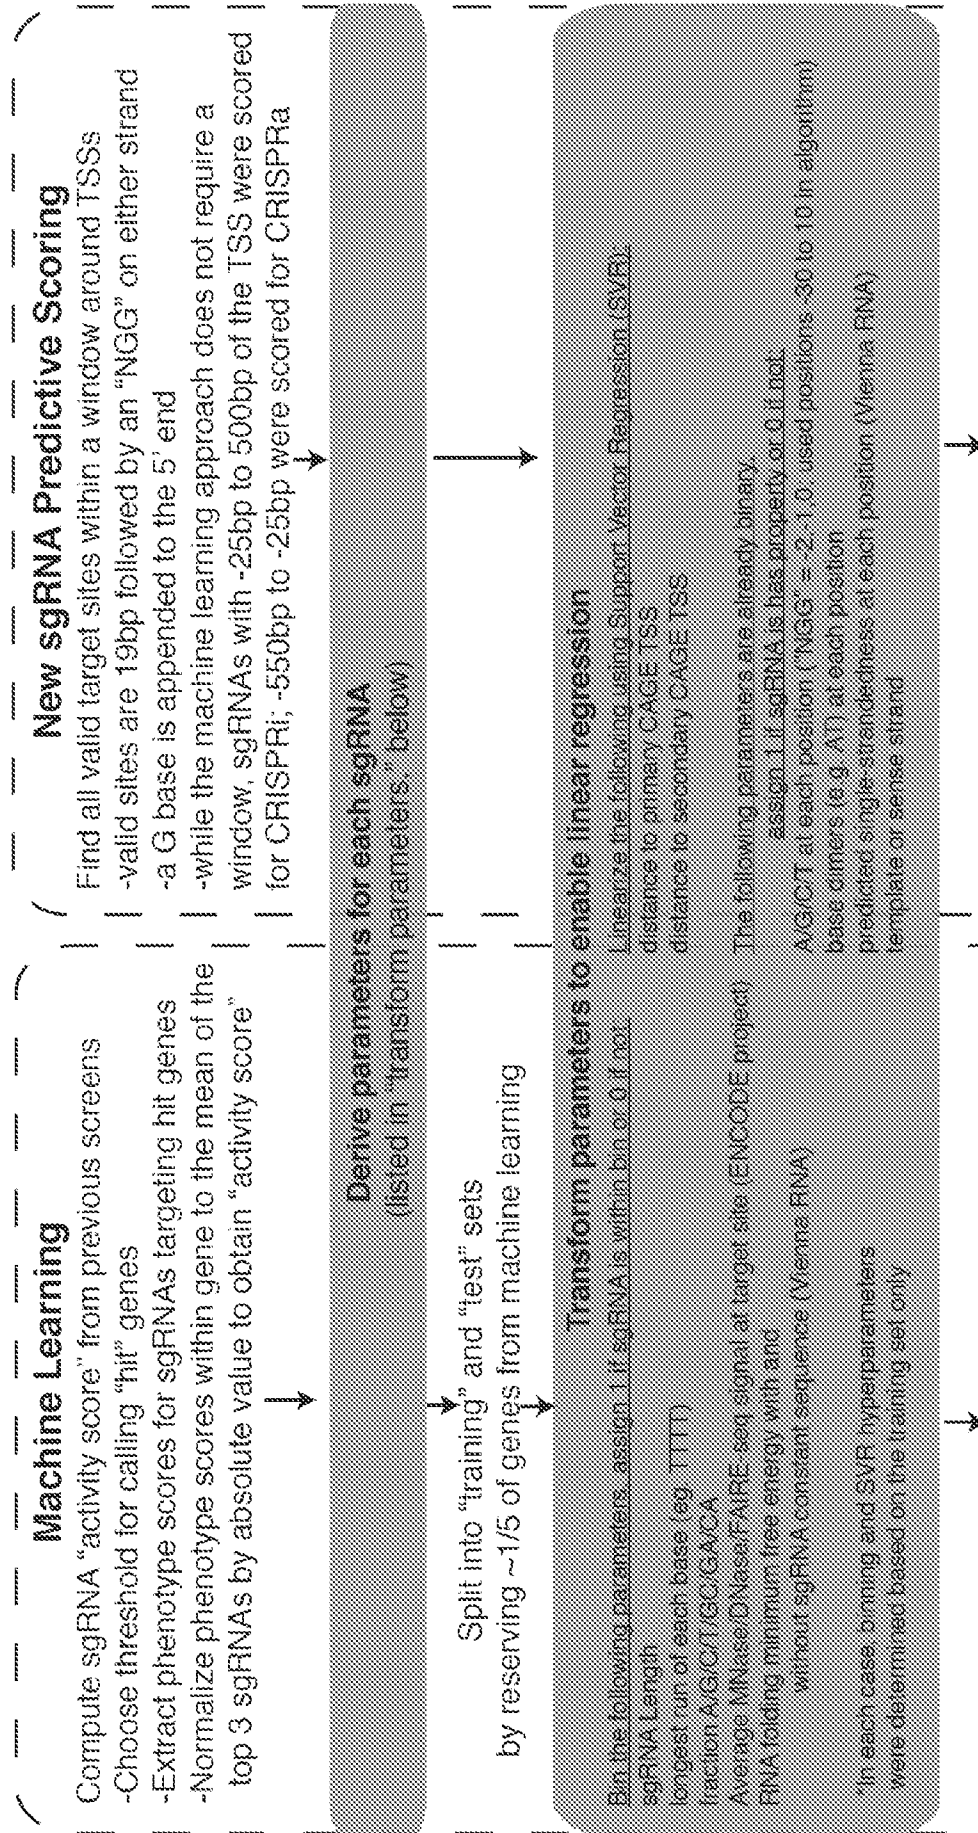 Machine Learning
Compute sgRNA “activity score” from previous screens
-Choose threshold for calling “hit” genes
-Extract phenotype scores for sgRNAs targeting hit genes
-Normalize phenotype scores within gene to the mean of the
top 3 sgRNAs by absolute value to obtain “activity score”
New sgRNA Predictive Scoring
Find all valid target sites within a window around TSSs
-valid sites are 19bp followed by an “NGG” on either strand
-a G base is appended to the 5’ end
-while the machine learning approach does not require a
window, sgRNAs with -25bp to 500bp of the TSS were scored
for CRISPRi; -550bp to -25bp were scored for CRISPRa
Derive parameters for each sgRNA
(listed in “transform parameters,” below)
Split into “training” and “test” sets
by reserving ~1/5 of genes from machine learning
Transform parameters to enable linear regression
Bin the following parameters, assign 1 if sgRNA is within bin or 0 if not:
sgRNA Length
longest run of each base (eg. TTTTT)
fraction A/G/C/T/GC/GA/CA
Average MNase/DNase/FAIRE-seq signal at target site (ENCODE project)
RNA folding minimum free energy with and
without sgRNA constant sequence (Vienna RNA)
*In each case, binning and SVR hyperparameters
were determined based on the training set only
Linearize the following using Support Vector Regression (SVR):
distance to primary CAGE TSS
distance to secondary CAGE TSS
The following parameters are already binary,
assign 1 if sgRNA is has property or 0 if not:
A/G/C/T at each position (“NGG” = -2,-1,0, used positions -30 to 10 in algorithm)
base dimers (e.g. AT) at each position
predicted single-strandedness at each position (Vienna RNA)
template or sense strand